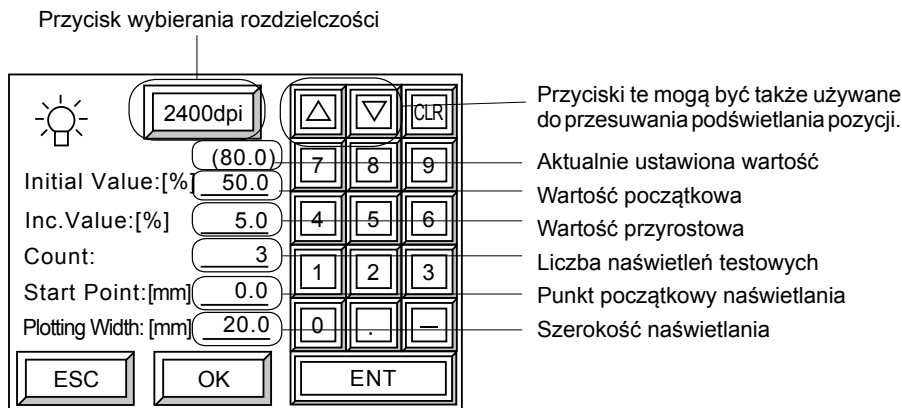 Przycisk wybierania rozdzielczości
2400dpi
CLR
Przyciski te mogą być także używane
do przesuwania podświetlania pozycji.
(80.0)
7 8 9
Aktualnie ustawiona wartość
Initial Value:[%] 50.0
Wartość początkowa
Inc.Value:[%] 5.0
4 5 6
Wartość przyrostowa
Count: 3
Liczba naświetleń testowych
1 2 3
Start Point:[mm] 0.0
Punkt początkowy naświetlania
Plotting Width: [mm] 20.0
0 . —
Szerokość naświetlania
ESC OK ENT